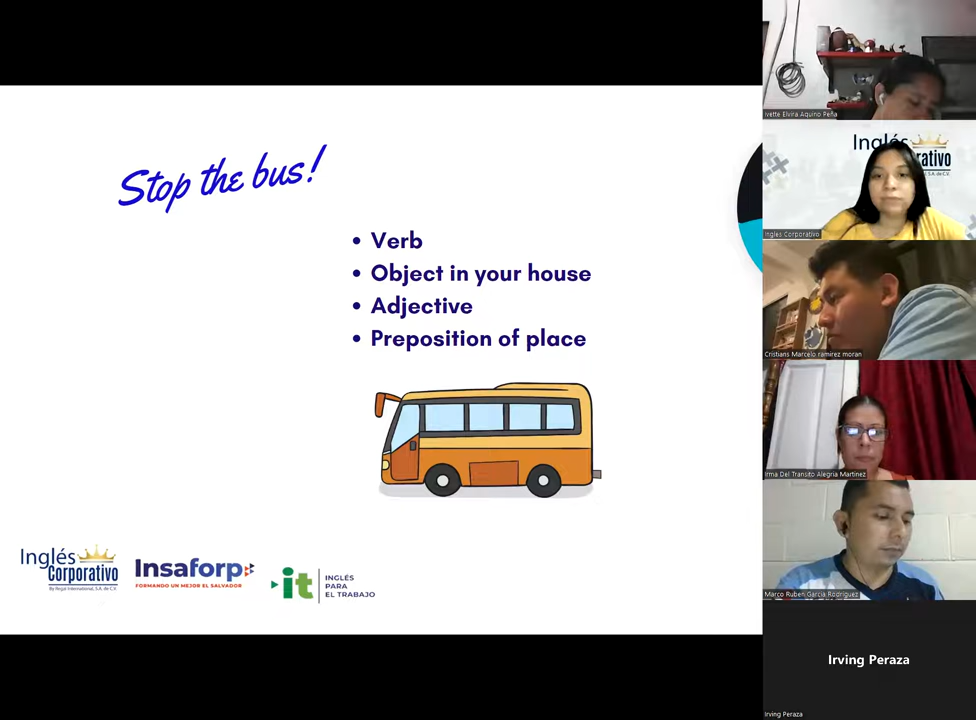 Stop the bus!
• Verb
• Object in your house
• Adjective
• Preposition of place
Inglés
Corporativo
By Regal International, S.A. de C.V.
Insaforp
FORMANDO UN MEJOR EL SALVADOR
it
INGLÉS
PARA
EL TRABAJO
Ivette Elvira Aquino Peña
Inglés
rativo
Ingles Corporativo
Cristians Marcelo ramirez moran
Irma Del Transito Alegria Martinez
Marco Ruben Garcia Rodriguez
Irving Peraza
Irving Peraza